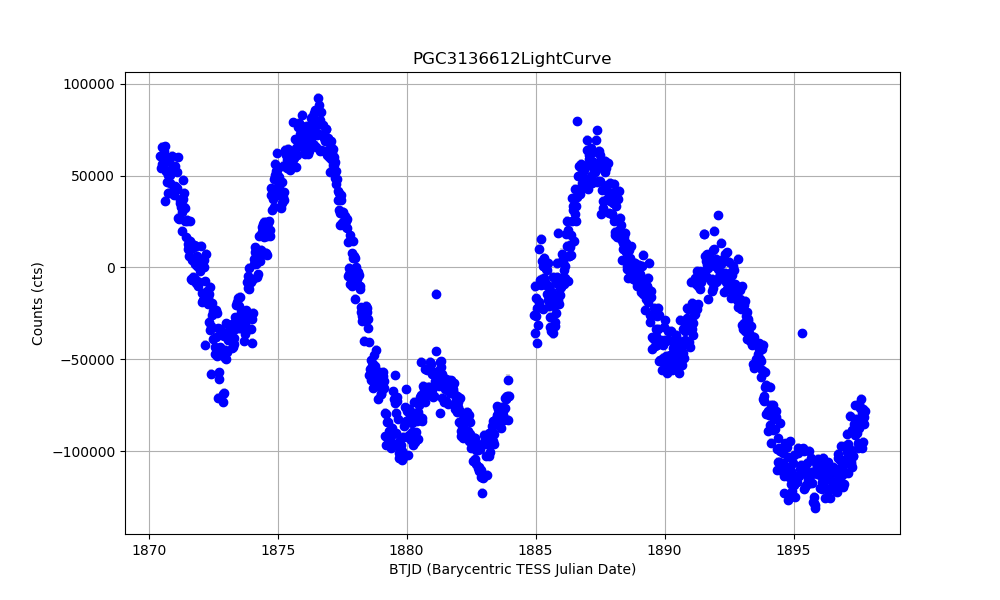 PGC3136612LightCurve
Counts (cts)
100000
50000
0
−50000
−100000
1870 1875 1880 1885 1890 1895
BTJD (Barycentric TESS Julian Date)